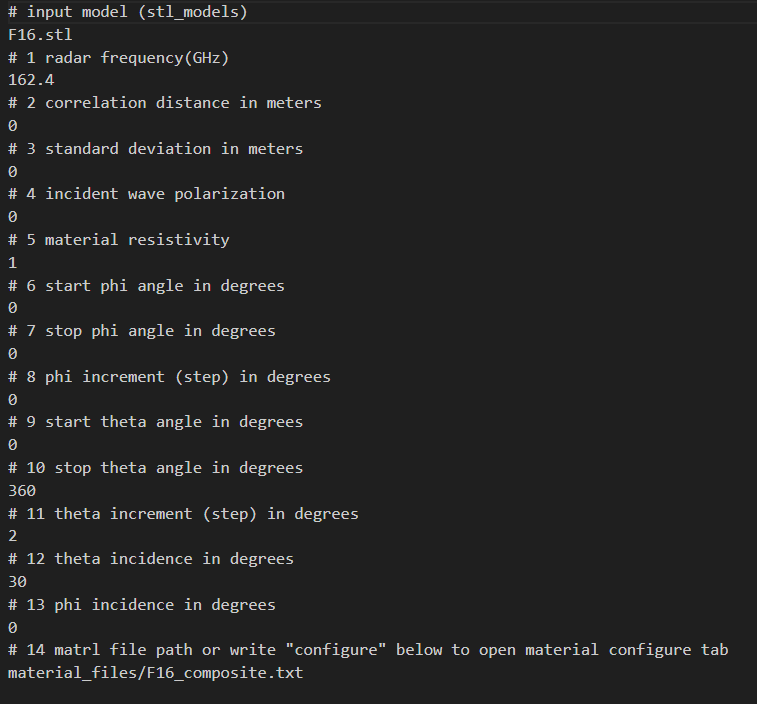 # input model (stl_models)
F16.stl
# 1 radar frequency(GHz)
162.4
# 2 correlation distance in meters
0
# 3 standard deviation in meters
0
# 4 incident wave polarization
0
# 5 material resistivity
1
# 6 start phi angle in degrees
0
# 7 stop phi angle in degrees
0
# 8 phi increment (step) in degrees
0
# 9 start theta angle in degrees
0
# 10 stop theta angle in degrees
360
# 11 theta increment (step) in degrees
2
# 12 theta incidence in degrees
30
# 13 phi incidence in degrees
0
# 14 matrl file path or write "configure" below to open material configure tab
material_files/F16_composite.txt